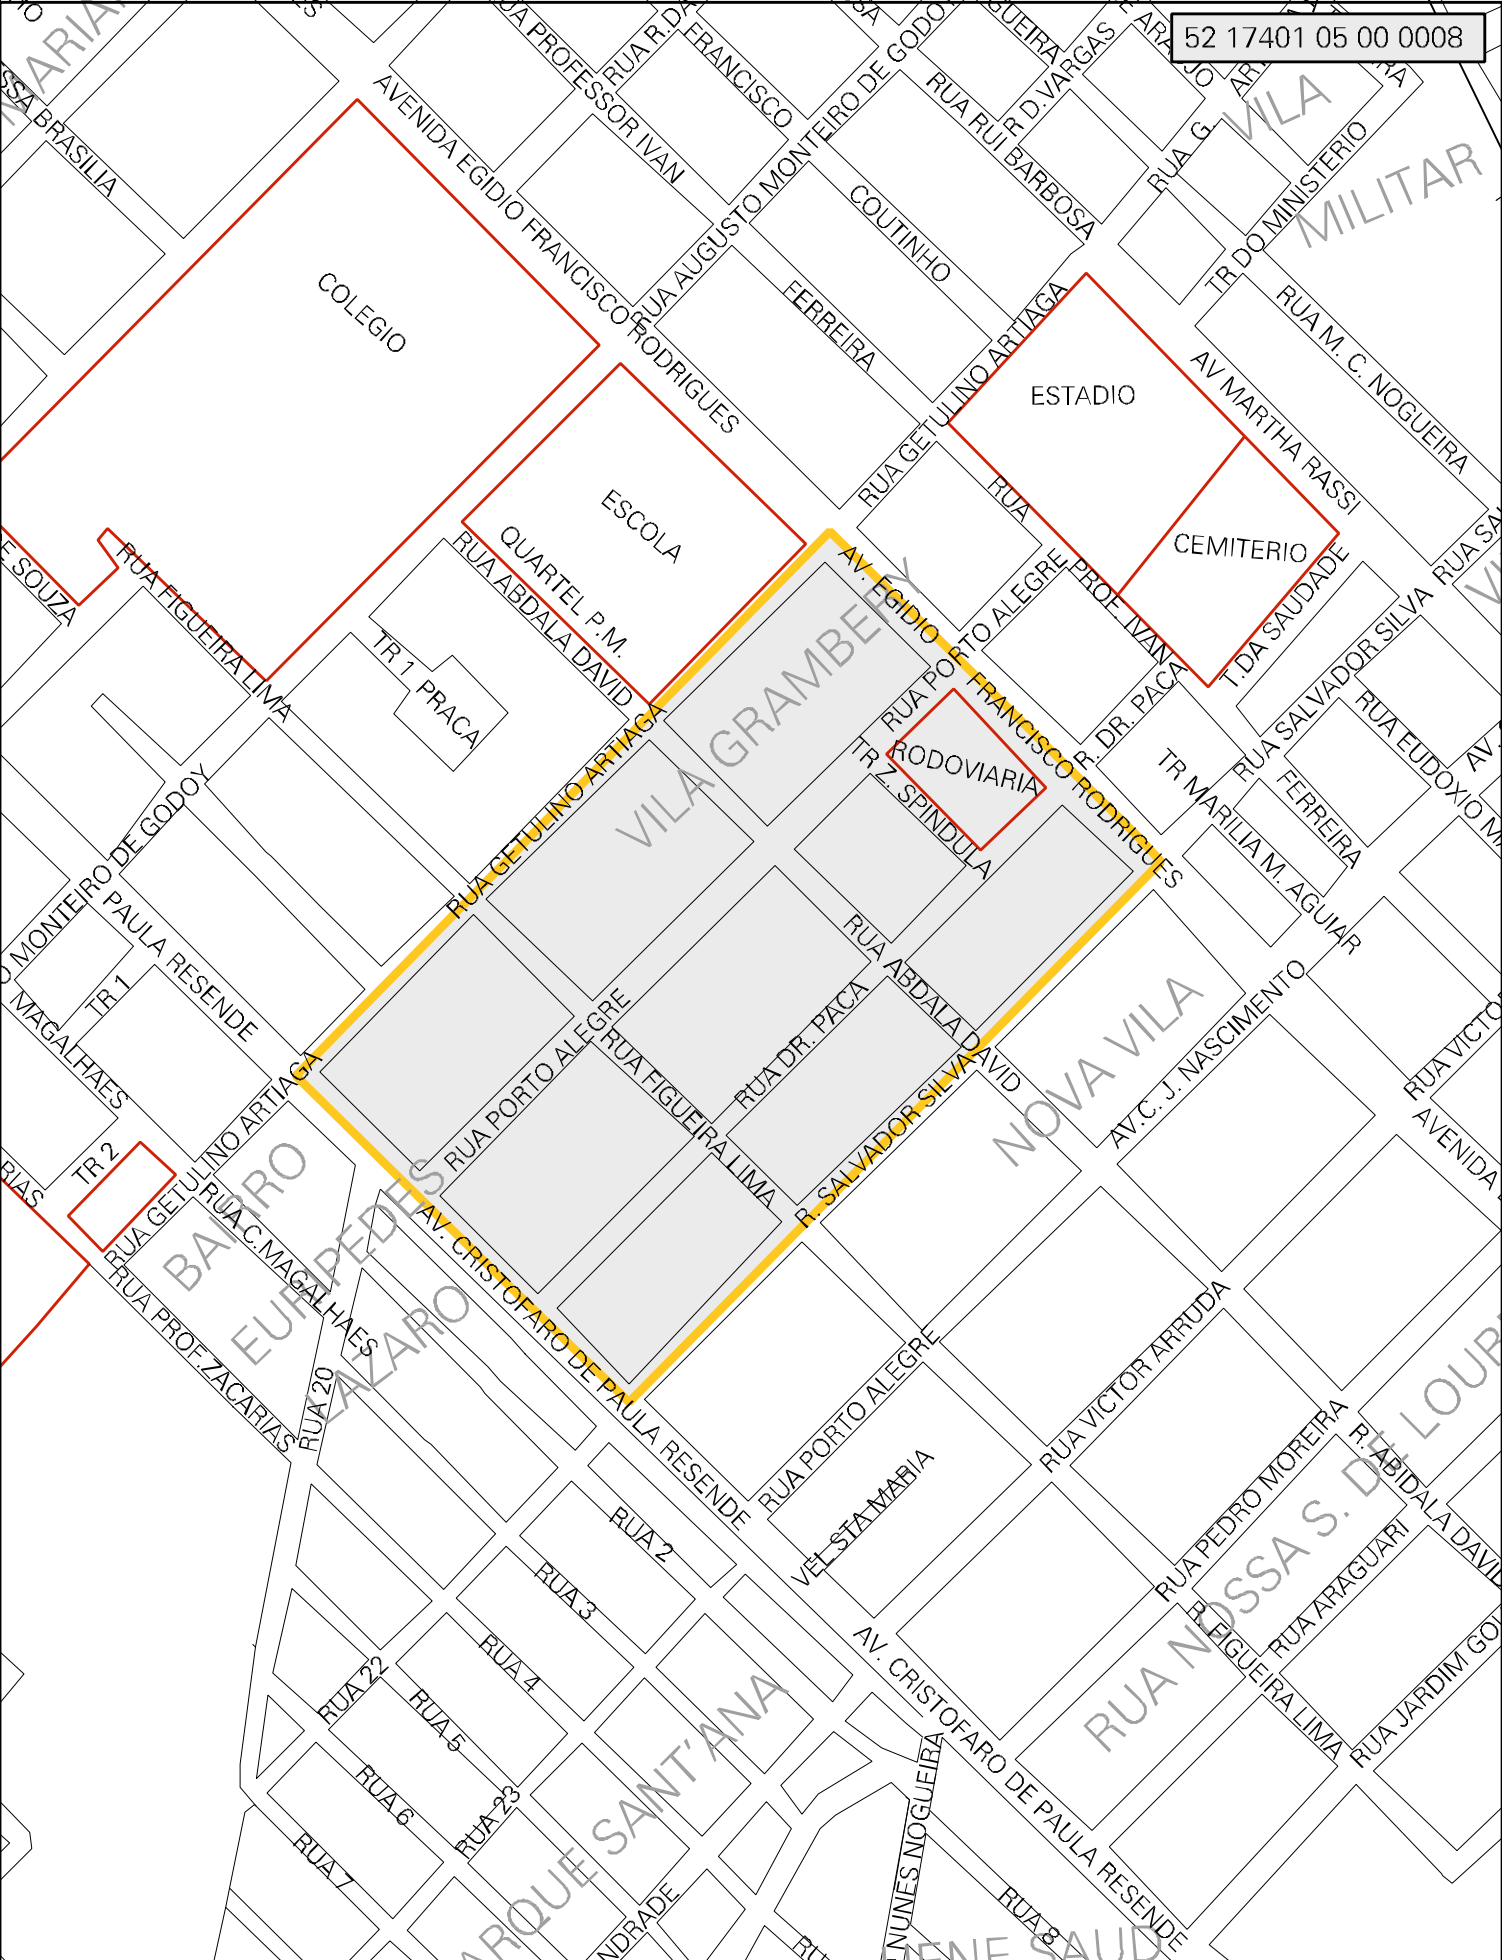 52 17401 05 00 0008
RUA PROFESSOR IVAN
FRANCISCO
RUA AUGUSTO MONTEIRO DE GODOY
RUA RUI BARBOSA
R D.VARGAS
RUA G.
VILA
MILITAR
TR DO MINISTERIO
BRASILIA
AVENIDA EGIDIO FRANCISCO RODRIGUES
COUTINHO
FERREIRA
COLEGIO
RUA GETULINO ARTIAGA
ESTADIO
RUA M. C. NOGUEIRA
AV MARTHA RASSI
CEMITERIO
ESCOLA
QUARTEL P.M.
RUA ABDALA DAVID
RUA
PROF. IVAN
T.DA SAUDADE
RUA SALVADOR SILVA
DE SOUZA
RUA FIGUEIRA LIMA
TR 1
PRACA
AV. EGIDIO
FRANCISCO RODRIGUES
VILA GRAMBERY
RUA PORTO ALEGRE
R. DR. PACA
RODOVIARIA
TR Z. SPINDULA
TR MARILIA M. AGUIAR
FERREIRA
RUA EUDOXIO
RUA GETULINO ARTIAGA
MONTEIRO DE GODOY
PAULA RESENDE
TR 1
MAGALHAES
RUA ABDALA DAVID
RUA DR. PACA
RUA PORTO ALEGRE
RUA FIGUEIRA LIMA
R. SALVADOR SILVA
NOVA VILA
AV.C. J. NASCIMENTO
RUA VICTO
AVENIDA
TR 2
RUA GETULINO ARTIAGA
BAIRRO
EURIPEDES
LAZARO
RUA C.MAGALHAES
RUA PROF.ZACARIAS
RUA 20
AV. CRISTOFARO DE PAULA RESENDE
RUA PORTO ALEGRE
VEL STA MARIA
RUA VICTOR ARRUDA
RUA PEDRO MOREIRA
R. ABIDALA DAVID
RUA ARAGUARI
RUA NOSSA S. DE LOUR
R. FIGUEIRA LIMA
RUA JARDIM GOI
RUA 2
RUA 3
RUA 4
RUA 22
RUA 5
RUA 6
RUA 23
RUA 7
ARQUE SANT'ANA
AV. CRISTOFARO DE PAULA RESENDE
NUNES NOGUEIRA
RUA 8
NDRADE
SAUD